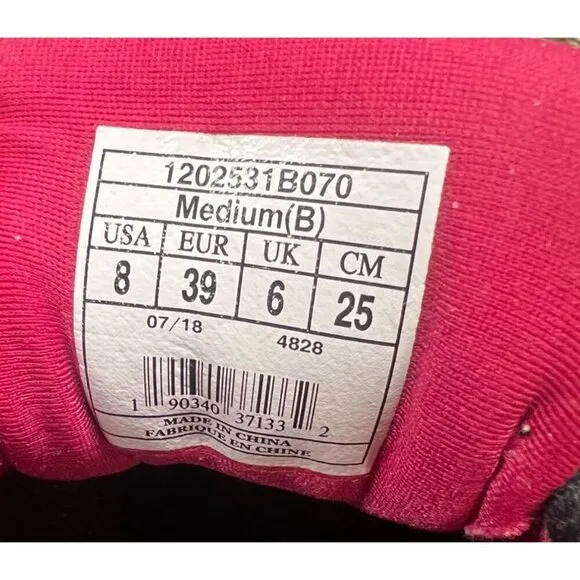 1202531B070
Medium(B)
USA EUR UK CM
8 39 6 25
07/18 4828
1 90340 37133 2
MADE IN CHINA
FABRIQUE EN CHINE